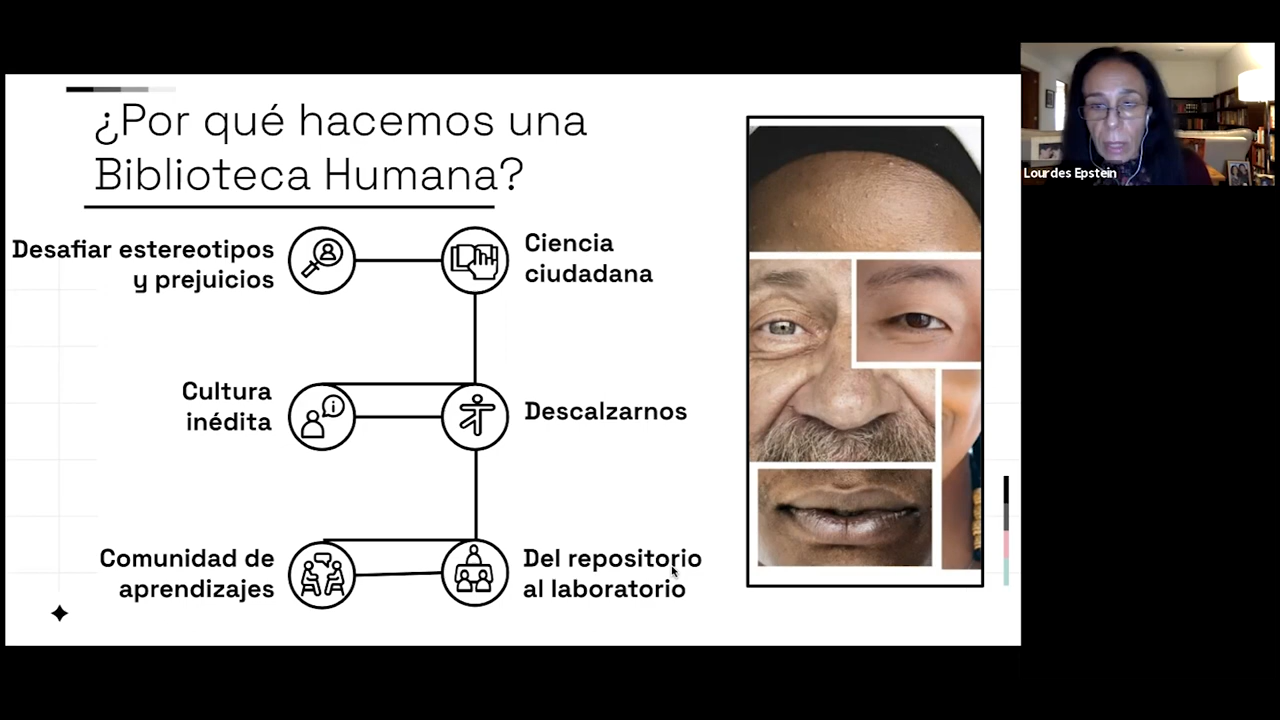 ¿Por qué hacemos una
Biblioteca Humana?
Desafiar estereotipos
y prejuicios
Ciencia
ciudadana
Cultura
inédita
Descalzarnos
Comunidad de
aprendizajes
Del repositorio
al laboratorio
Lourdes Epstein